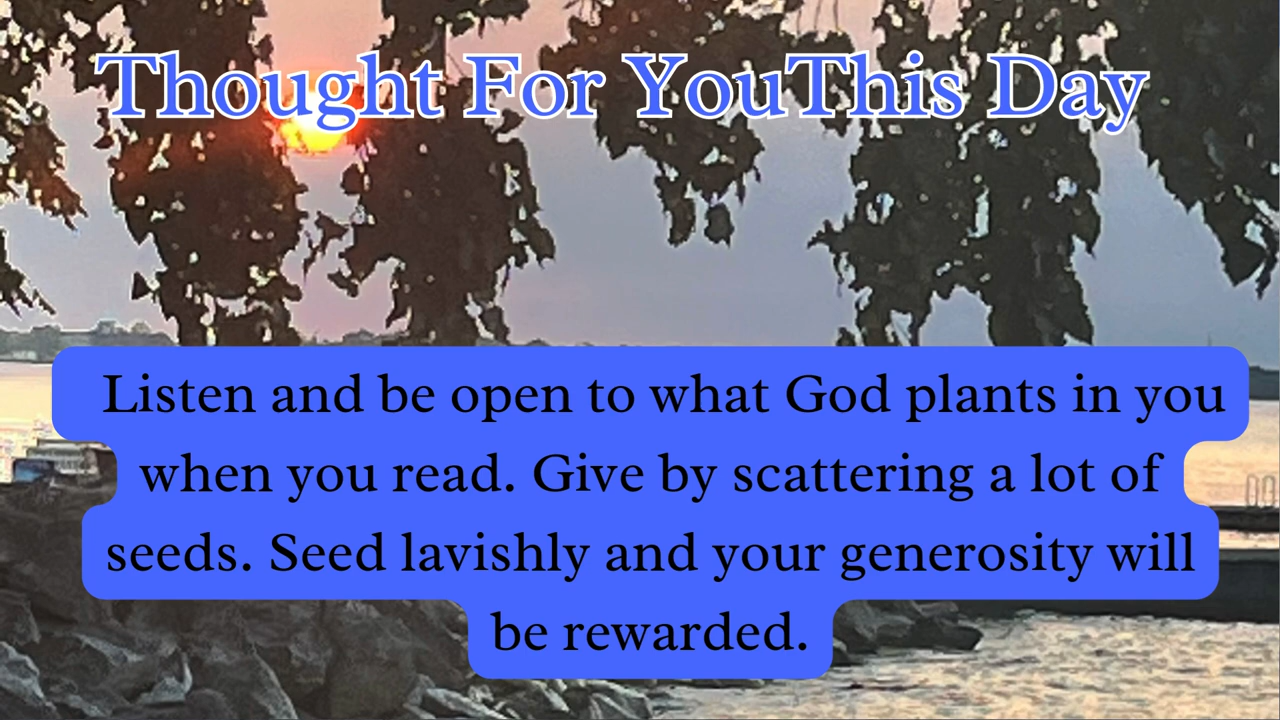 Thought For YouThis Day
Listen and be open to what God plants in you
when you read. Give by scattering a lot of
seeds. Seed lavishly and your generosity will
be rewarded.